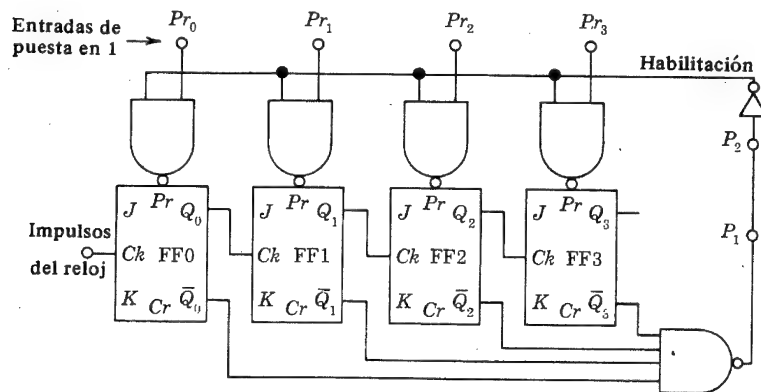 Entradas de
puesta en 1
Pr0
Pr1
Pr2
Pr3
Habilitación
P2
P1
Impulsos
del reloj
J Pr Q0
Ck FF0
K Cr Q̅0
J Pr Q1
Ck FF1
K Cr Q̅1
J Pr Q2
Ck FF2
K Cr Q̅2
J Pr Q3
Ck FF3
K Cr Q̅3